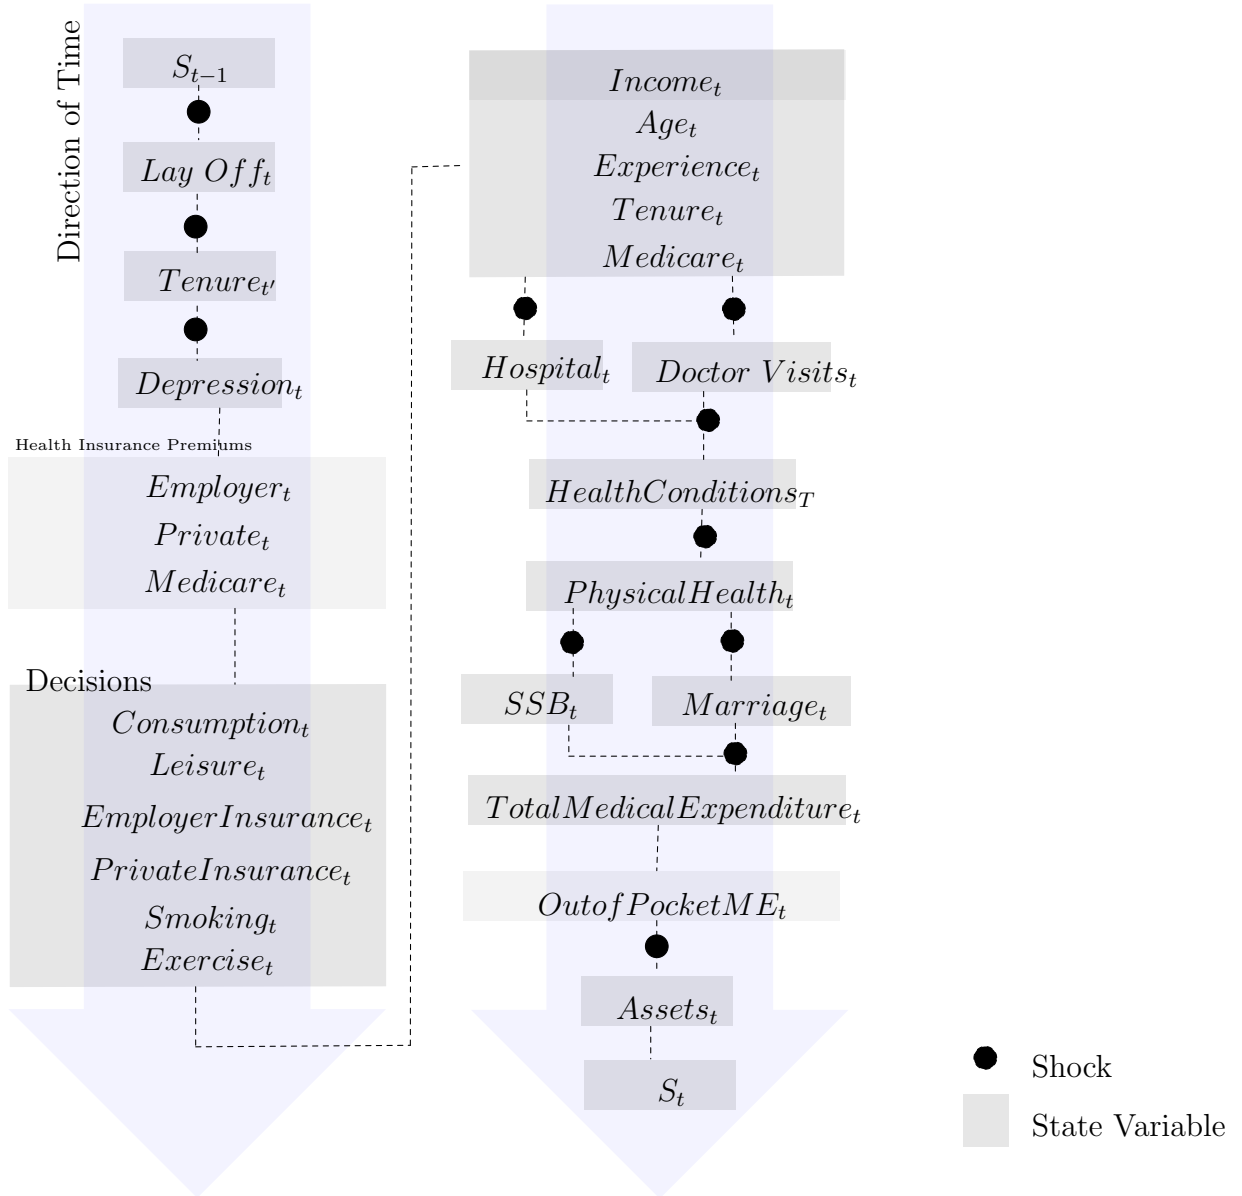 Direction of Time
S_{t−1}
Lay Off_t
Tenure_{t′}
Depression_t
Health Insurance Premiums
Employer_t
Private_t
Medicare_t
Decisions
Consumption_t
Leisure_t
EmployerInsurance_t
PrivateInsurance_t
Smoking_t
Exercise_t
Income_t
Age_t
Experience_t
Tenure_t
Medicare_t
Hospital_t
Doctor Visits_t
HealthConditions_T
PhysicalHealth_t
SSB_t
Marriage_t
TotalMedicalExpenditure_t
OutofPocketME_t
Assets_t
S_t
Shock
State Variable